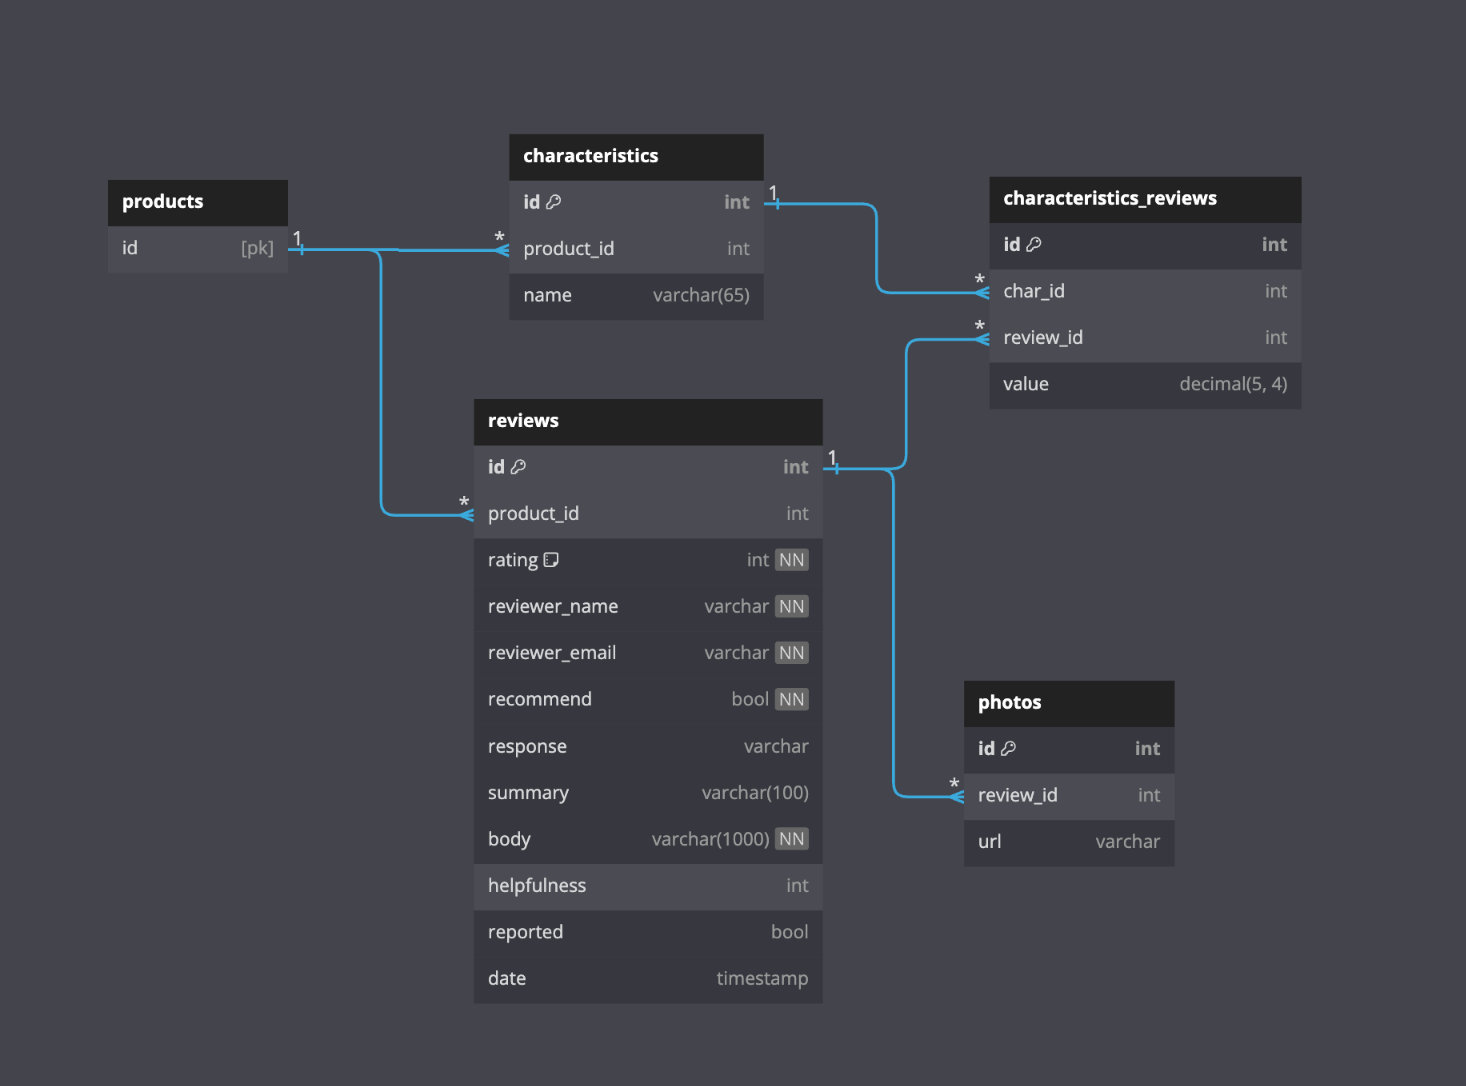 products
id [pk]
1
*
*
characteristics
id int
product_id int
name varchar(65)
1
*
characteristics_reviews
id int
char_id int
review_id int
value decimal(5, 4)
*
reviews
id int
product_id int
rating int NN
reviewer_name varchar NN
reviewer_email varchar NN
recommend bool NN
response varchar
summary varchar(100)
body varchar(1000) NN
helpfulness int
reported bool
date timestamp
1
*
photos
id int
review_id int
url varchar